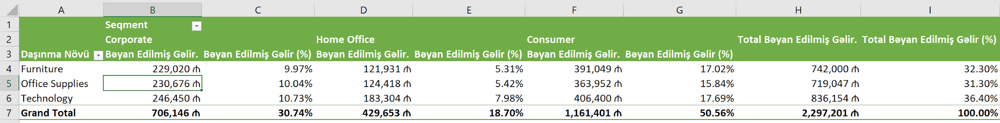 A B C D E F G H I
1 Seqment
2 Corporate Home Office Consumer Total Bəyan Edilmiş Gəlir. Total Bəyan Edilmiş Gəlir (%)
3 Daşınma Növü Bəyan Edilmiş Gəlir. Bəyan Edilmiş Gəlir (%) Bəyan Edilmiş Gəlir. Bəyan Edilmiş Gəlir (%) Bəyan Edilmiş Gəlir. Bəyan Edilmiş Gəlir (%)
4 Furniture 229,020 ₼ 9.97% 121,931 ₼ 5.31% 391,049 ₼ 17.02% 742,000 ₼ 32.30%
5 Office Supplies 230,676 ₼ 10.04% 124,418 ₼ 5.42% 363,952 ₼ 15.84% 719,047 ₼ 31.30%
6 Technology 246,450 ₼ 10.73% 183,304 ₼ 7.98% 406,400 ₼ 17.69% 836,154 ₼ 36.40%
7 Grand Total 706,146 ₼ 30.74% 429,653 ₼ 18.70% 1,161,401 ₼ 50.56% 2,297,201 ₼ 100.00%